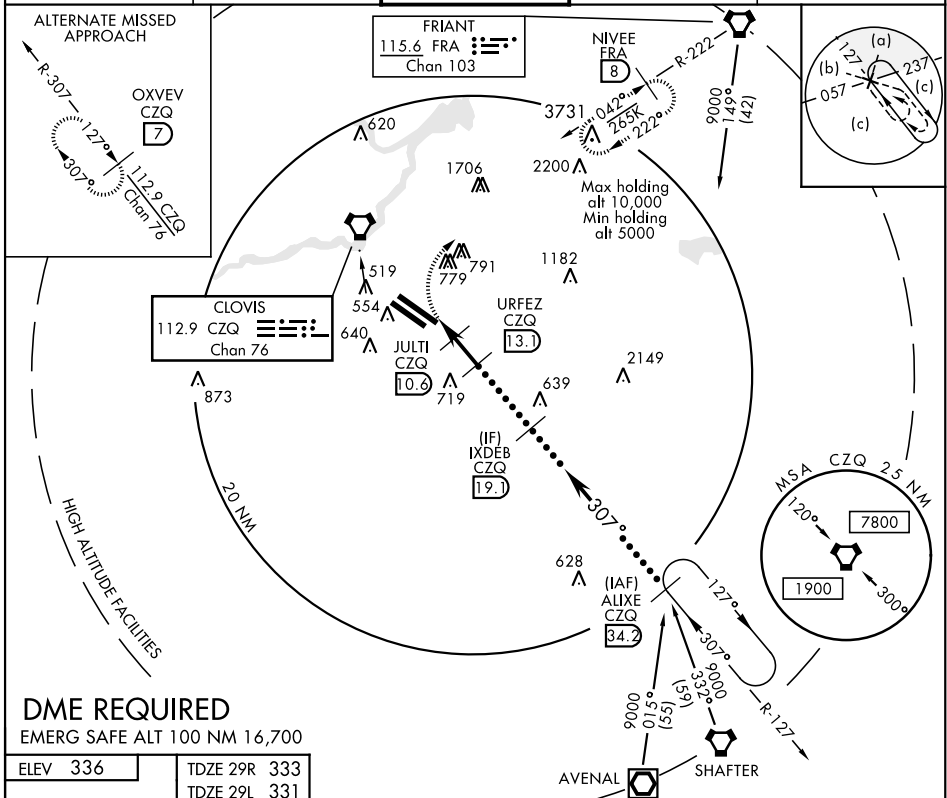 ALTERNATE MISSED
APPROACH
R-307
OXVEV
CZQ
7
127°
307°
112.9 CZQ
Chan 76
FRIANT
115.6 FRA
Chan 103
NIVEE
FRA
8
R-222
042°
265K
222°
3731
2200
Max holding
alt 10,000
Min holding
alt 5000
9000
149°
(42)
(a)
127
237
(b)
(c)
057
(c)
620
1706
791
779
1182
519
554
640
CLOVIS
112.9 CZQ
Chan 76
URFEZ
CZQ
13.1
JULTI
CZQ
10.6
719
639
2149
873
(IF)
IXDEB
CZQ
19.1
307°
20 NM
HIGH ALTITUDE FACILITIES
MSA CZQ 25 NM
120°
7800
1900
300°
628
(IAF)
ALIXE
CZQ
34.2
127°
307°
R-127
9000
015°
(55)
9000
332°
(59)
AVENAL
SHAFTER
DME REQUIRED
EMERG SAFE ALT 100 NM 16,700
ELEV 336
TDZE 29R 333
TDZE 29L 331